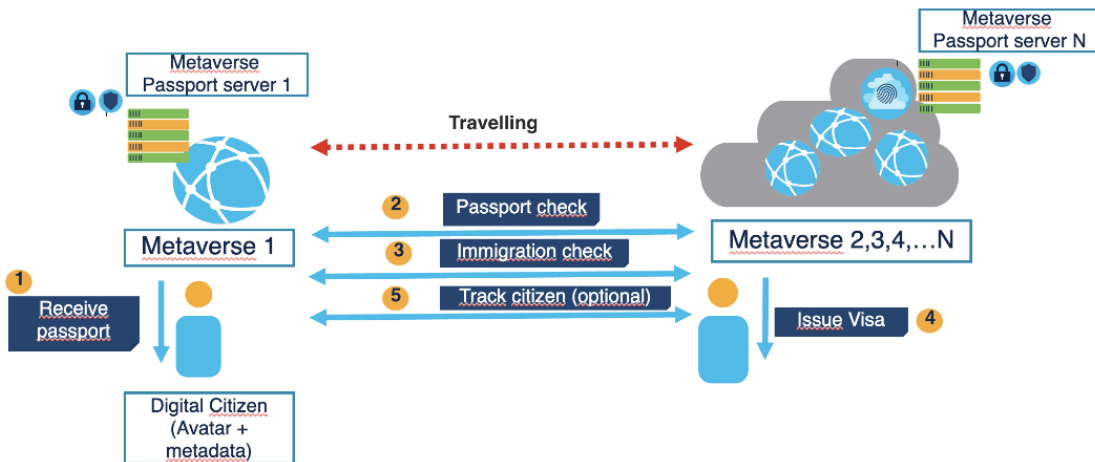 Metaverse
Passport server 1
Metaverse
Passport server N
Travelling
2
Passport check
Metaverse 1
Metaverse 2,3,4,...N
3
Immigration check
1
Receive
passport
5
Track citizen (optional)
Issue Visa
4
Digital Citizen
(Avatar +
metadata)